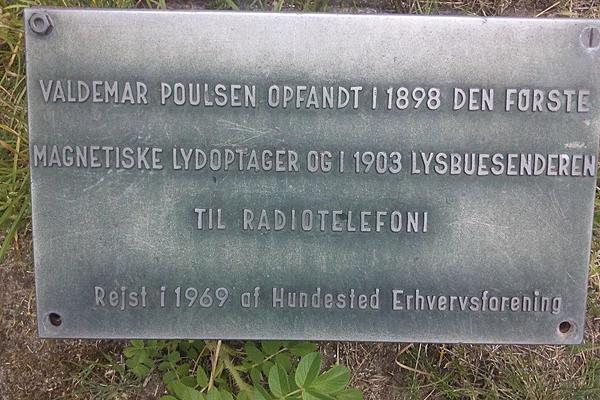 VALDEMAR POULSEN OPFANDT I 1898 DEN FØRSTE
MAGNETISKE LYDOPTAGER OG I 1903 LYSBUESENDEREN
TIL RADIOTELEFONI
Rejst i 1969 af Hundested Erhvervsforening